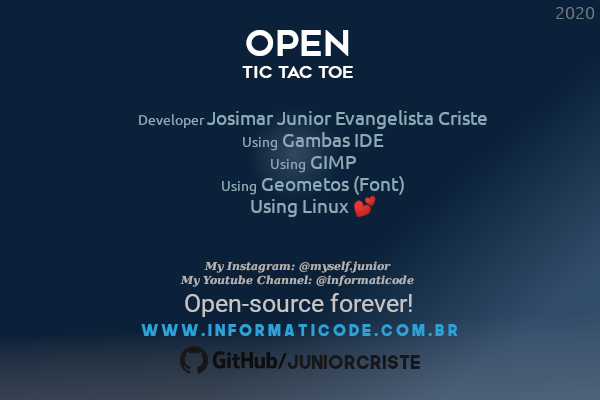 2020
OPEN
TIC TAC TOE
Developer Josimar Junior Evangelista Criste
Using Gambas IDE
Using GIMP
Using Geometos (Font)
Using Linux 💕
My Instagram: @myself.junior
My Youtube Channel: @informaticode
Open-source forever!
WWW.INFORMATICODE.COM.BR
GitHub/JUNIORCRISTE